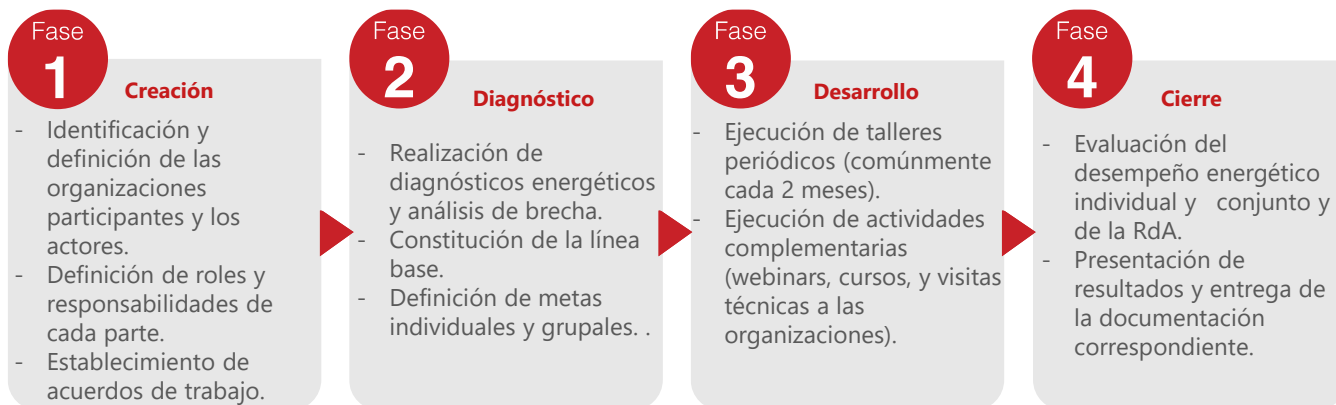 Fase
1
Creación
- Identificación y
definición de las
organizaciones
participantes y los
actores.
- Definición de roles y
responsabilidades de
cada parte.
- Establecimiento de
acuerdos de trabajo.
Fase
2
Diagnóstico
- Realización de
diagnósticos energéticos
y análisis de brecha.
- Constitución de la línea
base.
- Definición de metas
individuales y grupales. .
Fase
3
Desarrollo
- Ejecución de talleres
periódicos (comúnmente
cada 2 meses).
- Ejecución de actividades
complementarias
(webinars, cursos, y visitas
técnicas a las
organizaciones).
Fase
4
Cierre
- Evaluación del
desempeño energético
individual y conjunto y
de la RdA.
- Presentación de
resultados y entrega de
la documentación
correspondiente.